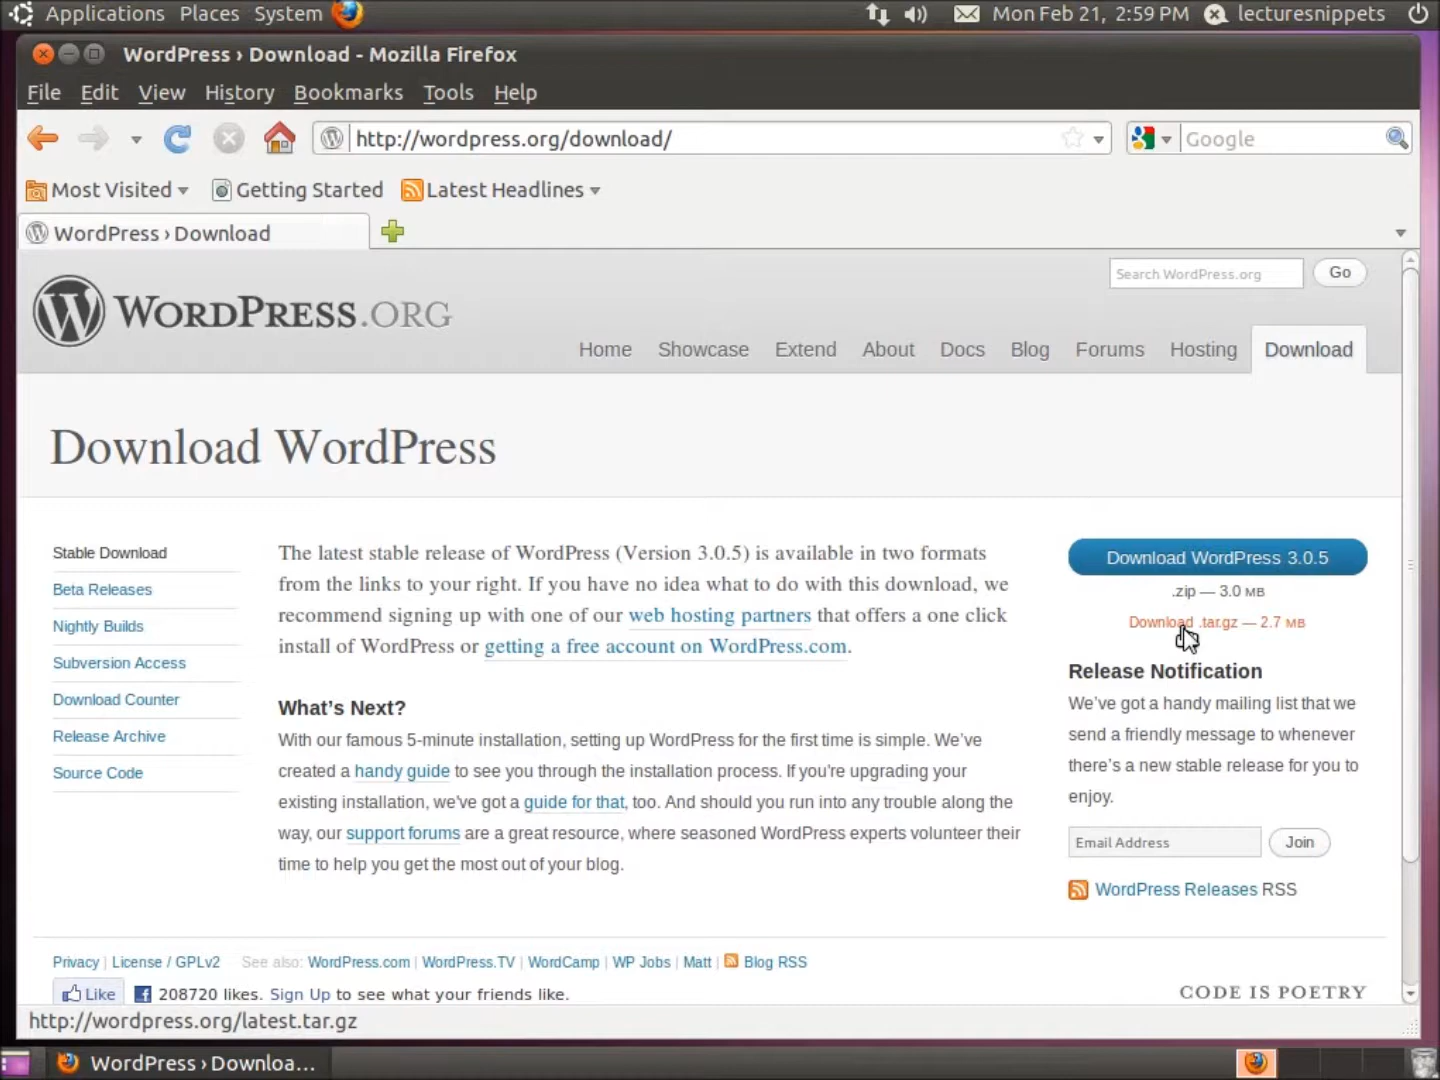 Applications Places System Mon Feb 21, 2:59 PM lecturesnippets
WordPress › Download - Mozilla Firefox
File Edit View History Bookmarks Tools Help
http://wordpress.org/download/ Google
Most Visited Getting Started Latest Headlines
WordPress › Download
Search WordPress.org Go
WORDPRESS.ORG
Home Showcase Extend About Docs Blog Forums Hosting Download
Download WordPress
Stable Download
Beta Releases
Nightly Builds
Subversion Access
Download Counter
Release Archive
Source Code
The latest stable release of WordPress (Version 3.0.5) is available in two formats
from the links to your right. If you have no idea what to do with this download, we
recommend signing up with one of our web hosting partners that offers a one click
install of WordPress or getting a free account on WordPress.com.
What's Next?
With our famous 5-minute installation, setting up WordPress for the first time is simple. We've
created a handy guide to see you through the installation process. If you're upgrading your
existing installation, we've got a guide for that, too. And should you run into any trouble along the
way, our support forums are a great resource, where seasoned WordPress experts volunteer their
time to help you get the most out of your blog.
Download WordPress 3.0.5
.zip — 3.0 MB
Download .tar.gz — 2.7 MB
Release Notification
We've got a handy mailing list that we
send a friendly message to whenever
there's a new stable release for you to
enjoy.
Email Address Join
WordPress Releases RSS
Privacy | License / GPLv2 See also: WordPress.com | WordPress.TV | WordCamp | WP Jobs | Matt | Blog RSS
Like 208720 likes. Sign Up to see what your friends like.
CODE IS POETRY
http://wordpress.org/latest.tar.gz
WordPress › Downloa...